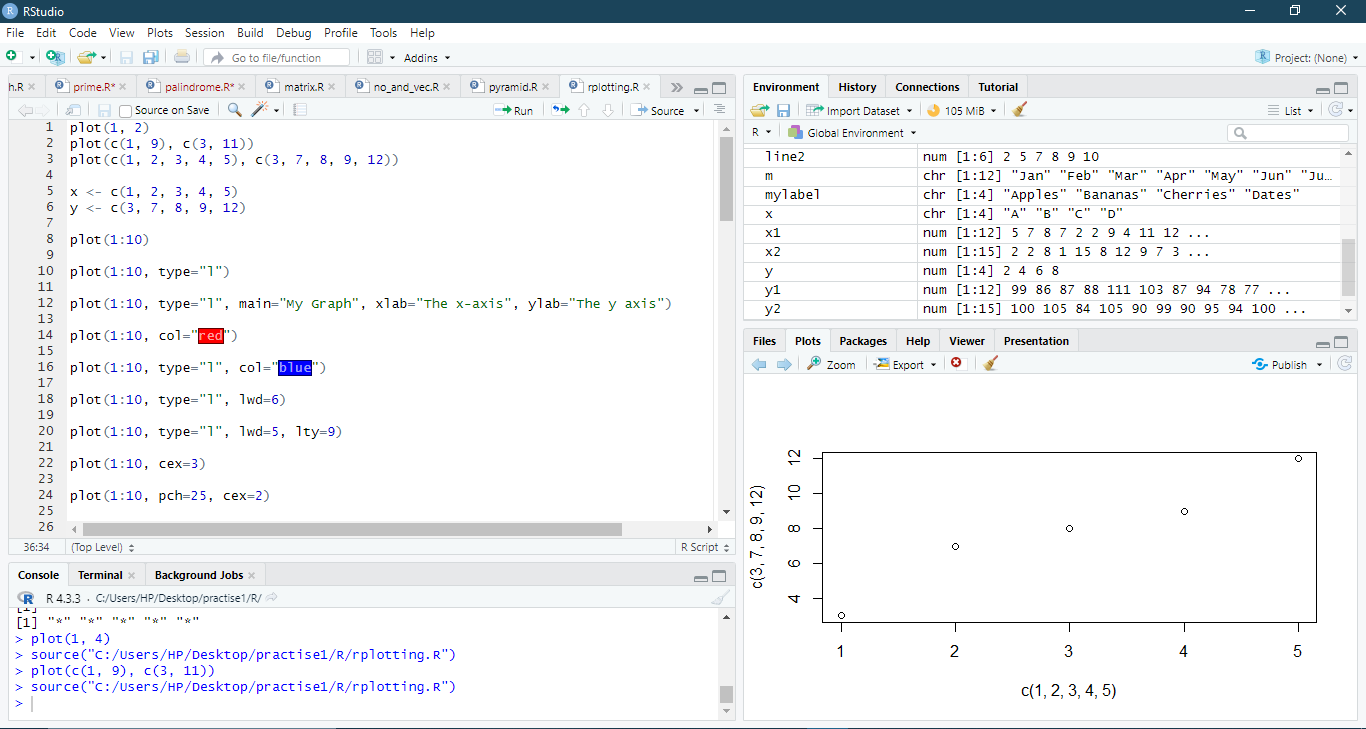 RStudio
File Edit Code View Plots Session Build Debug Profile Tools Help
Go to file/function Addins Project: (None)
h.R prime.R* palindrome.R* matrix.R no_and_vec.R pyramid.R rplotting.R
Source on Save Run Source
1 plot(1, 2)
2 plot(c(1, 9), c(3, 11))
3 plot(c(1, 2, 3, 4, 5), c(3, 7, 8, 9, 12))
4
5 x <- c(1, 2, 3, 4, 5)
6 y <- c(3, 7, 8, 9, 12)
7
8 plot(1:10)
9
10 plot(1:10, type="l")
11
12 plot(1:10, type="l", main="My Graph", xlab="The x-axis", ylab="The y axis")
13
14 plot(1:10, col="red")
15
16 plot(1:10, type="l", col="blue")
17
18 plot(1:10, type="l", lwd=6)
19
20 plot(1:10, type="l", lwd=5, lty=9)
21
22 plot(1:10, cex=3)
23
24 plot(1:10, pch=25, cex=2)
25
26
36:34 (Top Level) R Script
Console Terminal Background Jobs
R 4.3.3 · C:/Users/HP/Desktop/practise1/R/
[1] "*" "*" "*" "*" "*"
> plot(1, 4)
> source("C:/Users/HP/Desktop/practise1/R/rplotting.R")
> plot(c(1, 9), c(3, 11))
> source("C:/Users/HP/Desktop/practise1/R/rplotting.R")
>
Environment History Connections Tutorial
Import Dataset 105 MiB List
R Global Environment
line2 num [1:6] 2 5 7 8 9 10
m chr [1:12] "Jan" "Feb" "Mar" "Apr" "May" "Jun" "Ju...
mylabel chr [1:4] "Apples" "Bananas" "Cherries" "Dates"
x chr [1:4] "A" "B" "C" "D"
x1 num [1:12] 5 7 8 7 2 2 9 4 11 12 ...
x2 num [1:15] 2 2 8 1 15 8 12 9 7 3 ...
y num [1:4] 2 4 6 8
y1 num [1:12] 99 86 87 88 111 103 87 94 78 77 ...
y2 num [1:15] 100 105 84 105 90 99 90 95 94 100 ...
Files Plots Packages Help Viewer Presentation
Zoom Export Publish
c(3, 7, 8, 9, 12)
12
10
8
6
4
1 2 3 4 5
c(1, 2, 3, 4, 5)